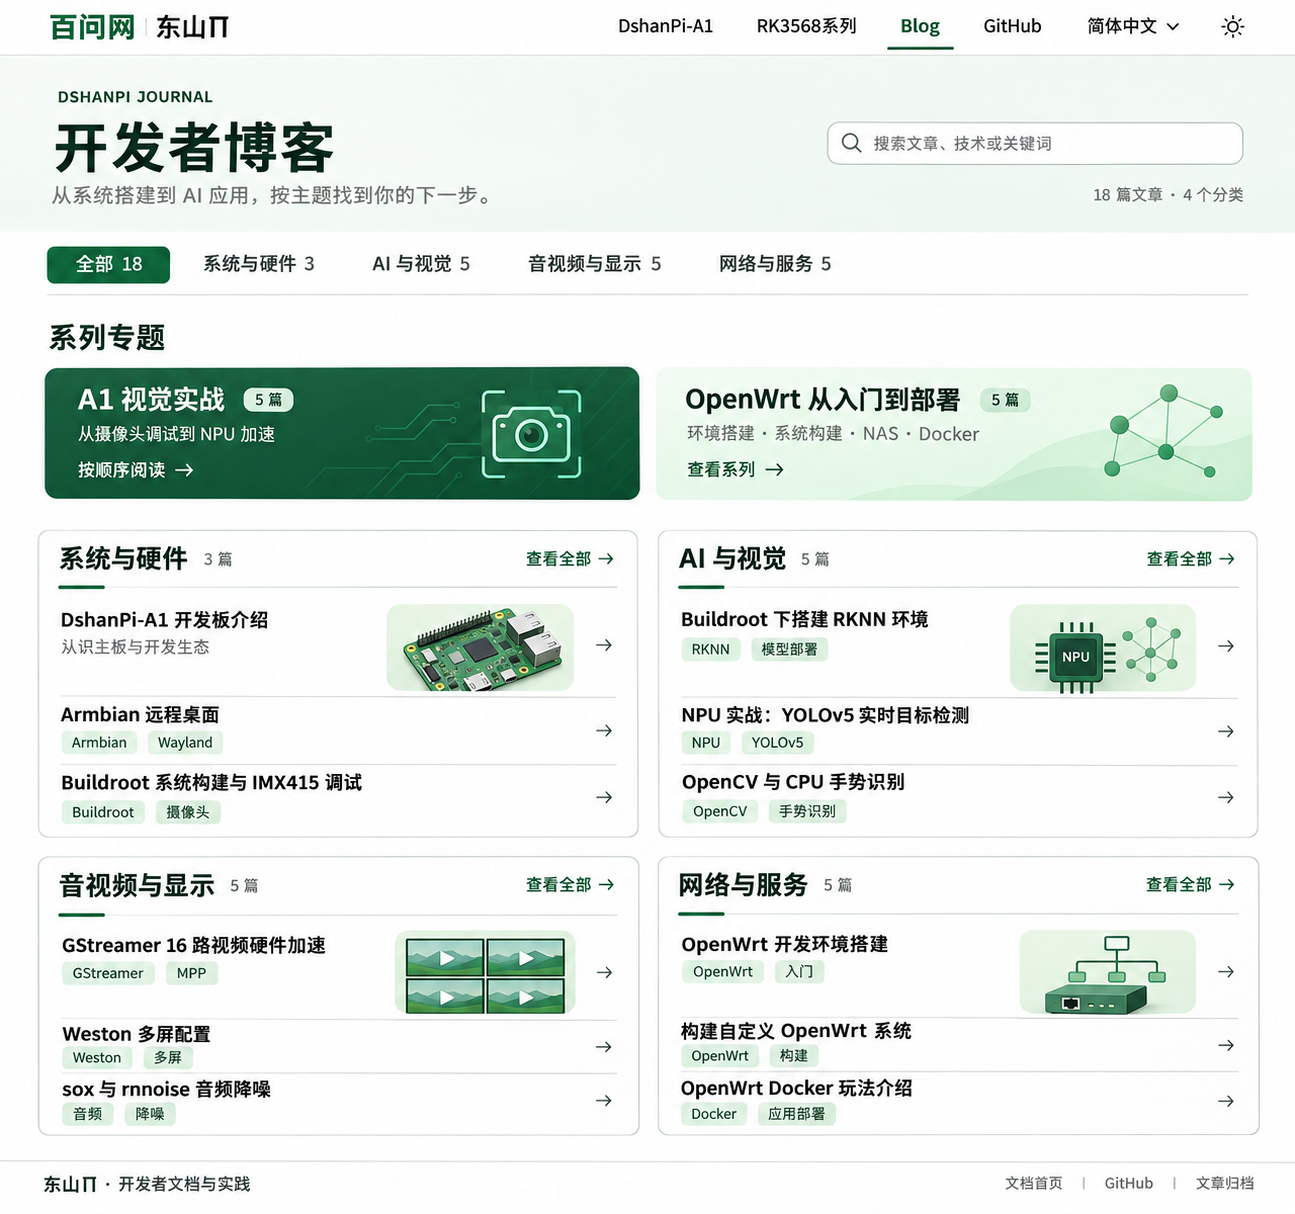 百问网 东山Π DshanPi-A1 RK3568系列 Blog GitHub 简体中文
DSHANPI JOURNAL
开发者博客
搜索文章、技术或关键词
从系统搭建到 AI 应用，按主题找到你的下一步。
18 篇文章 · 4 个分类
全部 18 系统与硬件 3 AI 与视觉 5 音视频与显示 5 网络与服务 5
系列专题
A1 视觉实战 5 篇
从摄像头调试到 NPU 加速
按顺序阅读 →
OpenWrt 从入门到部署 5 篇
环境搭建 · 系统构建 · NAS · Docker
查看系列 →
系统与硬件 3 篇 查看全部 →
DshanPi-A1 开发板介绍
认识主板与开发生态
Armbian 远程桌面
Armbian Wayland
Buildroot 系统构建与 IMX415 调试
Buildroot 摄像头
AI 与视觉 5 篇 查看全部 →
Buildroot 下搭建 RKNN 环境
RKNN 模型部署
NPU
NPU 实战：YOLOv5 实时目标检测
NPU YOLOv5
OpenCV 与 CPU 手势识别
OpenCV 手势识别
音视频与显示 5 篇 查看全部 →
GStreamer 16 路视频硬件加速
GStreamer MPP
Weston 多屏配置
Weston 多屏
sox 与 rnnoise 音频降噪
音频 降噪
网络与服务 5 篇 查看全部 →
OpenWrt 开发环境搭建
OpenWrt 入门
构建自定义 OpenWrt 系统
OpenWrt 构建
OpenWrt Docker 玩法介绍
Docker 应用部署
东山Π · 开发者文档与实践
文档首页 | GitHub | 文章归档